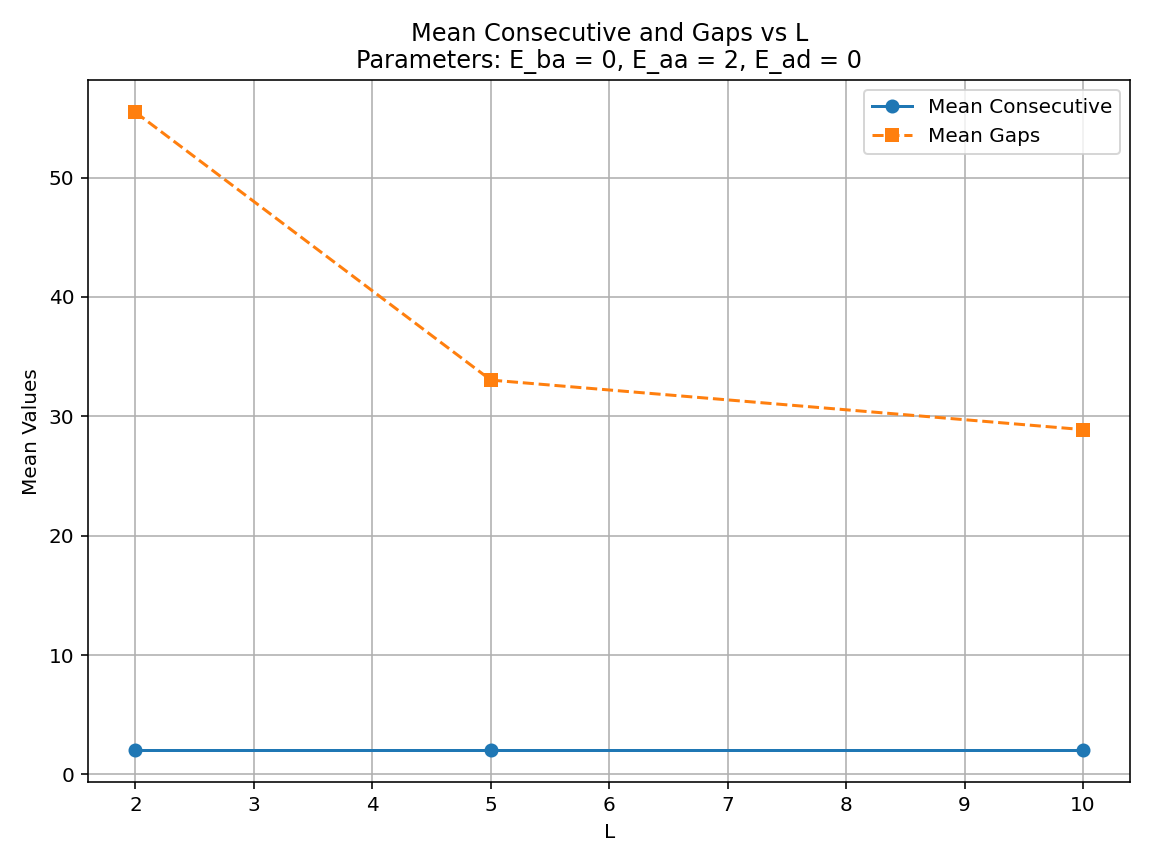 Mean Consecutive and Gaps vs L
Parameters: E_ba = 0, E_aa = 2, E_ad = 0
Mean Consecutive
Mean Gaps
Mean Values
50
40
30
20
10
0
2 3 4 5 6 7 8 9 10
L